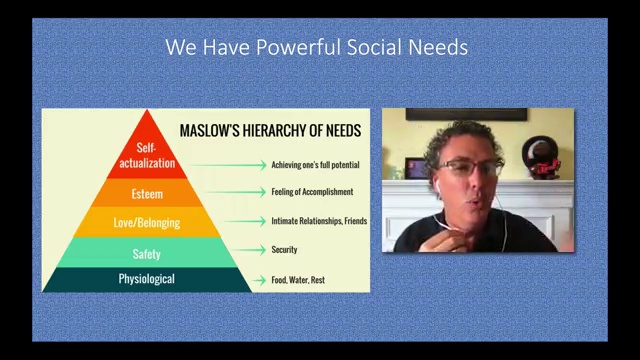 We Have Powerful Social Needs
MASLOW'S HIERARCHY OF NEEDS
Self-
actualization
Achieving one's full potential
Esteem
Feeling of Accomplishment
Love/Belonging
Intimate Relationships, Friends
Safety
Security
Physiological
Food, Water, Rest